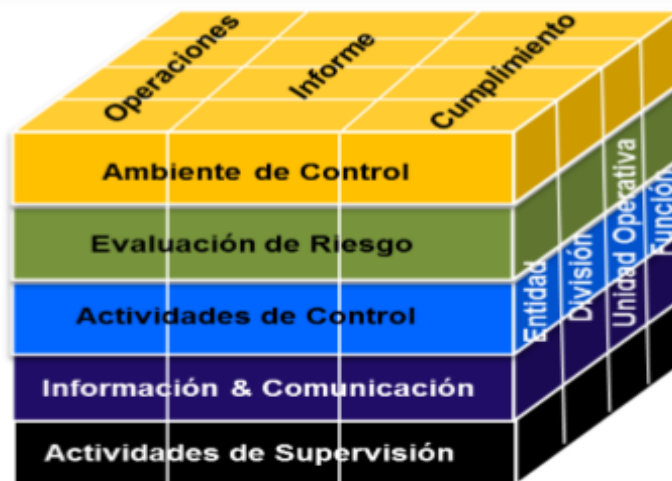 Operaciones
Informe
Cumplimiento
Ambiente de Control
Evaluación de Riesgo
Actividades de Control
Información & Comunicación
Actividades de Supervisión
Entidad
División
Unidad Operativa
Función